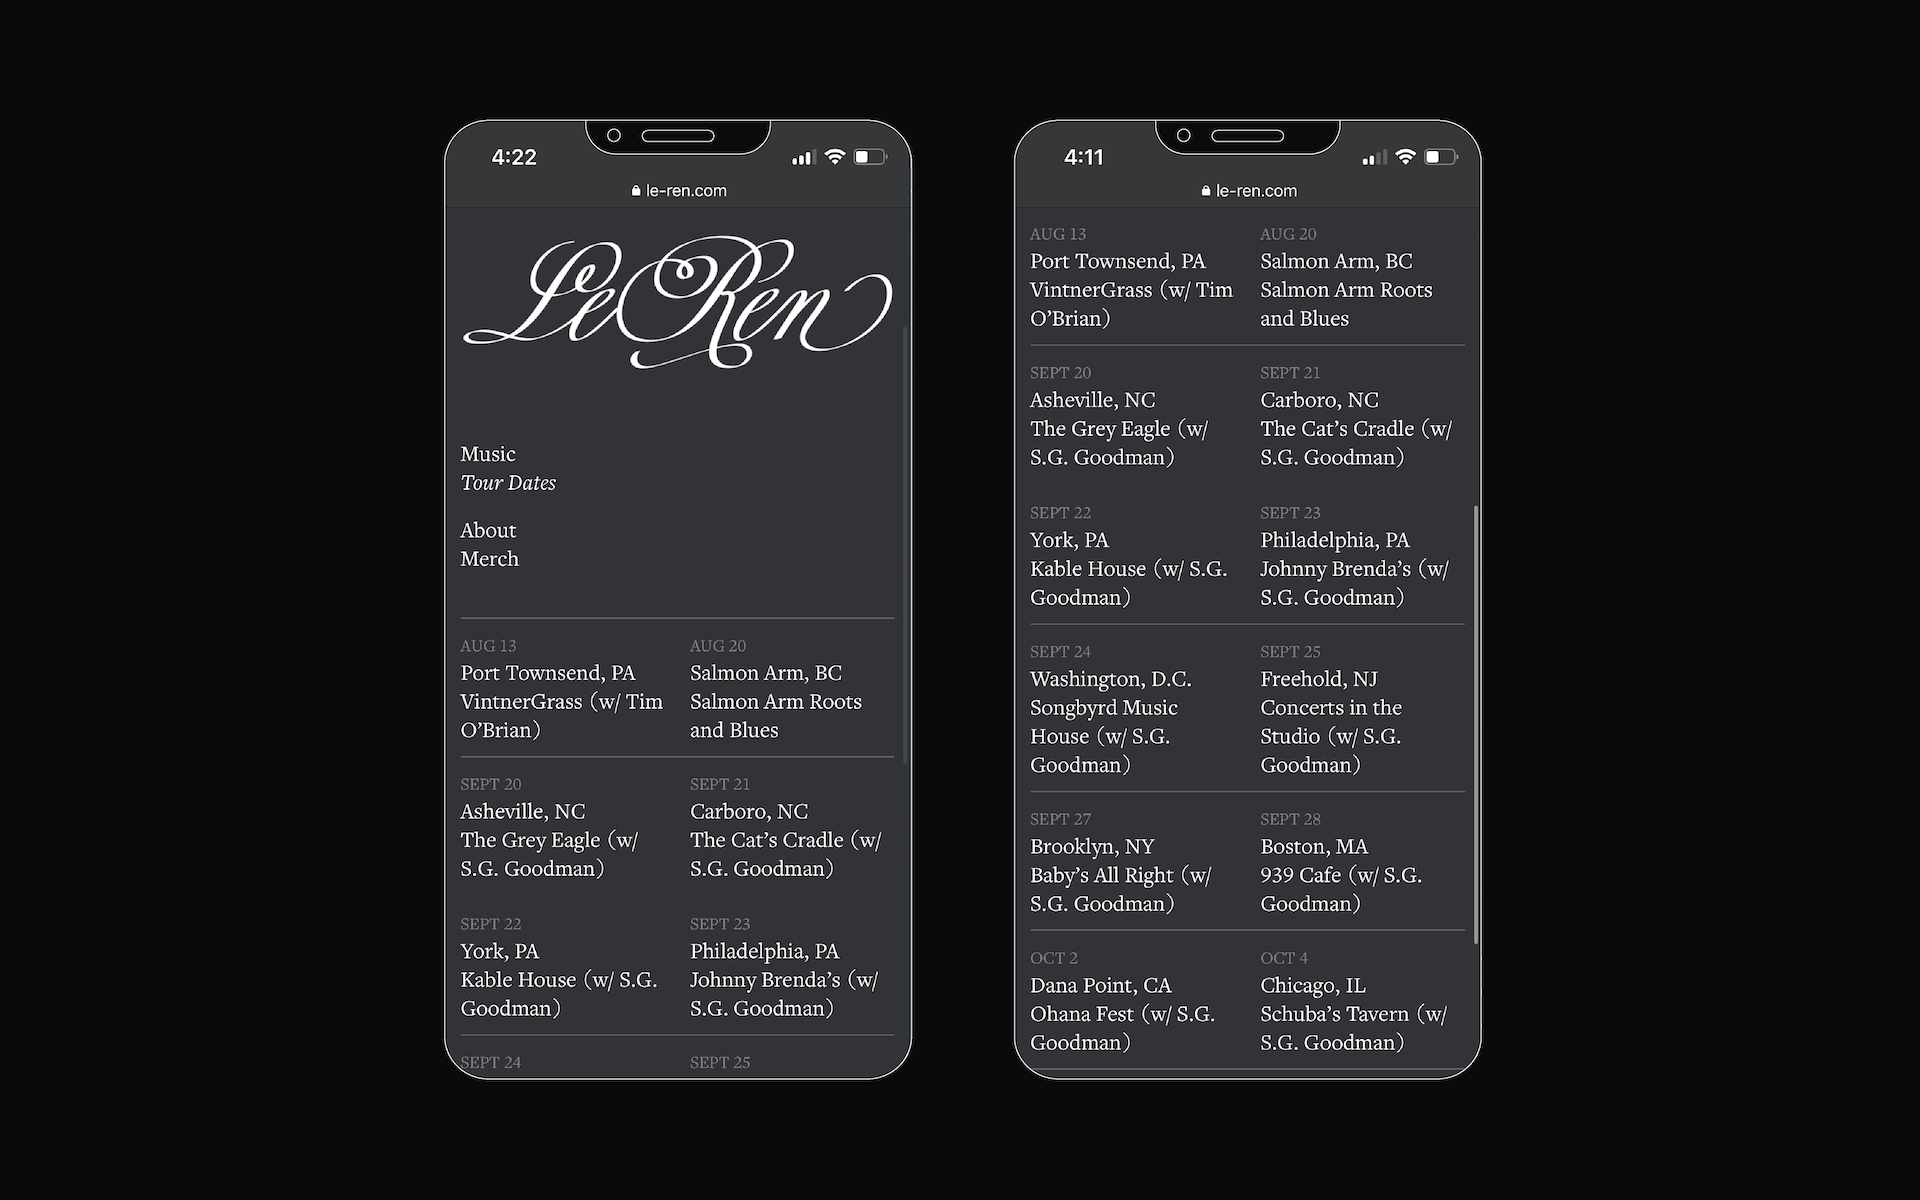 4:22
le-ren.com
Le Ren
Music
Tour Dates
About
Merch
AUG 13
Port Townsend, PA
VintnerGrass (w/ Tim
O’Brian)
AUG 20
Salmon Arm, BC
Salmon Arm Roots
and Blues
SEPT 20
Asheville, NC
The Grey Eagle (w/
S.G. Goodman)
SEPT 21
Carboro, NC
The Cat’s Cradle (w/
S.G. Goodman)
SEPT 22
York, PA
Kable House (w/ S.G.
Goodman)
SEPT 23
Philadelphia, PA
Johnny Brenda’s (w/
S.G. Goodman)
SEPT 24
SEPT 25
4:11
le-ren.com
AUG 13
Port Townsend, PA
VintnerGrass (w/ Tim
O’Brian)
AUG 20
Salmon Arm, BC
Salmon Arm Roots
and Blues
SEPT 20
Asheville, NC
The Grey Eagle (w/
S.G. Goodman)
SEPT 21
Carboro, NC
The Cat’s Cradle (w/
S.G. Goodman)
SEPT 22
York, PA
Kable House (w/ S.G.
Goodman)
SEPT 23
Philadelphia, PA
Johnny Brenda’s (w/
S.G. Goodman)
SEPT 24
Washington, D.C.
Songbyrd Music
House (w/ S.G.
Goodman)
SEPT 25
Freehold, NJ
Concerts in the
Studio (w/ S.G.
Goodman)
SEPT 27
Brooklyn, NY
Baby’s All Right (w/
S.G. Goodman)
SEPT 28
Boston, MA
939 Cafe (w/ S.G.
Goodman)
OCT 2
Dana Point, CA
Ohana Fest (w/ S.G.
Goodman)
OCT 4
Chicago, IL
Schuba’s Tavern (w/
S.G. Goodman)